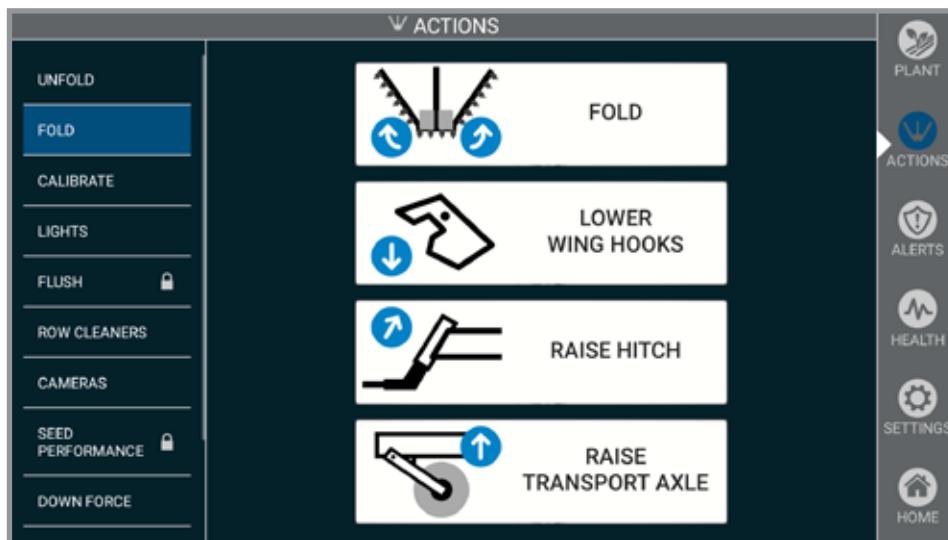 ACTIONS
UNFOLD
FOLD
CALIBRATE
LIGHTS
FLUSH
ROW CLEANERS
CAMERAS
SEED
PERFORMANCE
DOWN FORCE
FOLD
LOWER
WING HOOKS
RAISE HITCH
RAISE
TRANSPORT AXLE
PLANT
ACTIONS
ALERTS
HEALTH
SETTINGS
HOME